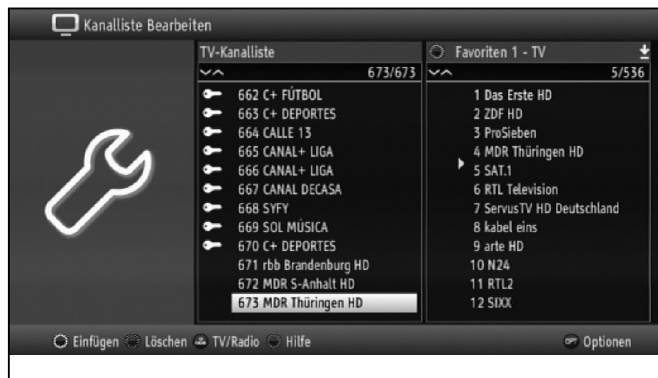 Kanalliste Bearbeiten
TV-Kanalliste
673/673
662 C+ FÚTBOL
663 C+ DEPORTES
664 CALLE 13
665 CANAL+ LIGA
666 CANAL+ LIGA
667 CANAL DECASA
668 SYFY
669 SOL MÚSICA
670 C+ DEPORTES
671 rbb Brandenburg HD
672 MDR S-Anhalt HD
673 MDR Thüringen HD
Favoriten 1 - TV
5/536
1 Das Erste HD
2 ZDF HD
3 ProSieben
4 MDR Thüringen HD
5 SAT.1
6 RTL Television
7 ServusTV HD Deutschland
8 kabel eins
9 arte HD
10 N24
11 RTL2
12 SIXX
Einfügen Löschen TV/Radio Hilfe Optionen